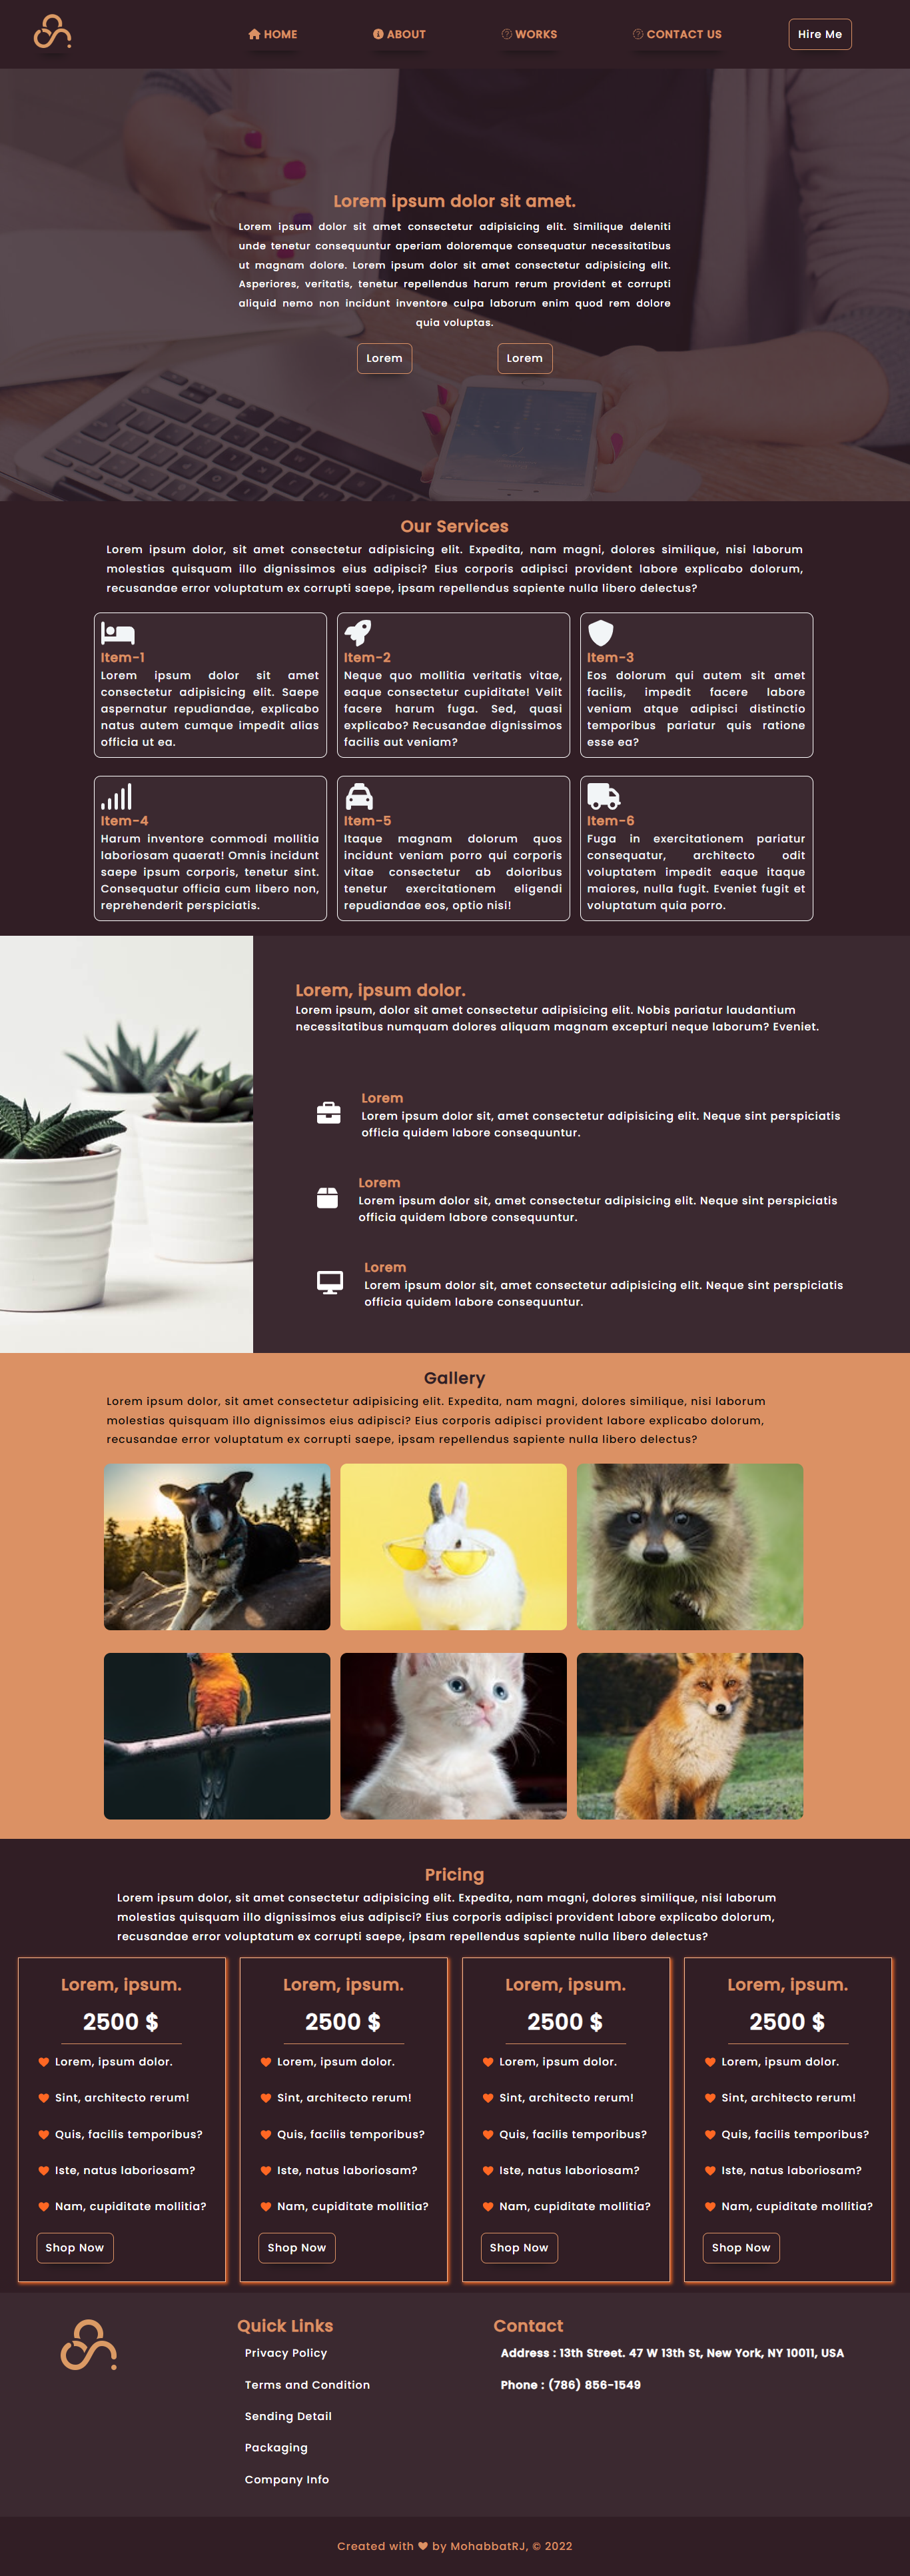 HOME
ABOUT
WORKS
CONTACT US
Hire Me
Lorem ipsum dolor sit amet.
Lorem ipsum dolor sit amet consectetur adipisicing elit. Similique deleniti
unde tenetur consequuntur aperiam doloremque consequatur necessitatibus
ut magnam dolore. Lorem ipsum dolor sit amet consectetur adipisicing elit.
Asperiores, veritatis, tenetur repellendus harum rerum provident et corrupti
aliquid nemo non incidunt inventore culpa laborum enim quod rem dolore
quia voluptas.
Lorem
Lorem
Our Services
Lorem ipsum dolor, sit amet consectetur adipisicing elit. Expedita, nam magni, dolores similique, nisi laborum
molestias quisquam illo dignissimos eius adipisci? Eius corporis adipisci provident labore explicabo dolorum,
recusandae error voluptatum ex corrupti saepe, ipsam repellendus sapiente nulla libero delectus?
Item-1
Lorem ipsum dolor sit amet
consectetur adipisicing elit. Saepe
aspernatur repudiandae, explicabo
natus autem cumque impedit alias
officia ut ea.
Item-2
Neque quo mollitia veritatis vitae,
eaque consectetur cupiditate! Velit
facere harum fuga. Sed, quasi
explicabo? Recusandae dignissimos
facilis aut veniam?
Item-3
Eos dolorum qui autem sit amet
facilis, impedit facere labore
veniam atque adipisci distinctio
temporibus pariatur quis ratione
esse ea?
Item-4
Harum inventore commodi mollitia
laboriosam quaerat! Omnis incidunt
saepe ipsum corporis, tenetur sint.
Consequatur officia cum libero non,
reprehenderit perspiciatis.
Item-5
Itaque magnam dolorum quos
incidunt veniam porro qui corporis
vitae consectetur ab doloribus
tenetur exercitationem eligendi
repudiandae eos, optio nisi!
Item-6
Fuga in exercitationem pariatur
consequatur, architecto odit
voluptatem impedit eaque itaque
maiores, nulla fugit. Eveniet fugit et
voluptatum quia porro.
Lorem, ipsum dolor.
Lorem ipsum, dolor sit amet consectetur adipisicing elit. Nobis pariatur laudantium
necessitatibus numquam dolores aliquam magnam excepturi neque laborum? Eveniet.
Lorem
Lorem ipsum dolor sit, amet consectetur adipisicing elit. Neque sint perspiciatis
officia quidem labore consequuntur.
Lorem
Lorem ipsum dolor sit, amet consectetur adipisicing elit. Neque sint perspiciatis
officia quidem labore consequuntur.
Lorem
Lorem ipsum dolor sit, amet consectetur adipisicing elit. Neque sint perspiciatis
officia quidem labore consequuntur.
Gallery
Lorem ipsum dolor, sit amet consectetur adipisicing elit. Expedita, nam magni, dolores similique, nisi laborum
molestias quisquam illo dignissimos eius adipisci? Eius corporis adipisci provident labore explicabo dolorum,
recusandae error voluptatum ex corrupti saepe, ipsam repellendus sapiente nulla libero delectus?
Pricing
Lorem ipsum dolor, sit amet consectetur adipisicing elit. Expedita, nam magni, dolores similique, nisi laborum
molestias quisquam illo dignissimos eius adipisci? Eius corporis adipisci provident labore explicabo dolorum,
recusandae error voluptatum ex corrupti saepe, ipsam repellendus sapiente nulla libero delectus?
Lorem, ipsum.
2500 $
Lorem, ipsum dolor.
Sint, architecto rerum!
Quis, facilis temporibus?
Iste, natus laboriosam?
Nam, cupiditate mollitia?
Shop Now
Lorem, ipsum.
2500 $
Lorem, ipsum dolor.
Sint, architecto rerum!
Quis, facilis temporibus?
Iste, natus laboriosam?
Nam, cupiditate mollitia?
Shop Now
Lorem, ipsum.
2500 $
Lorem, ipsum dolor.
Sint, architecto rerum!
Quis, facilis temporibus?
Iste, natus laboriosam?
Nam, cupiditate mollitia?
Shop Now
Lorem, ipsum.
2500 $
Lorem, ipsum dolor.
Sint, architecto rerum!
Quis, facilis temporibus?
Iste, natus laboriosam?
Nam, cupiditate mollitia?
Shop Now
Quick Links
Privacy Policy
Terms and Condition
Sending Detail
Packaging
Company Info
Contact
Address : 13th Street. 47 W 13th St, New York, NY 10011, USA
Phone : (786) 856-1549
Created with ♥ by MohabbatRJ, © 2022